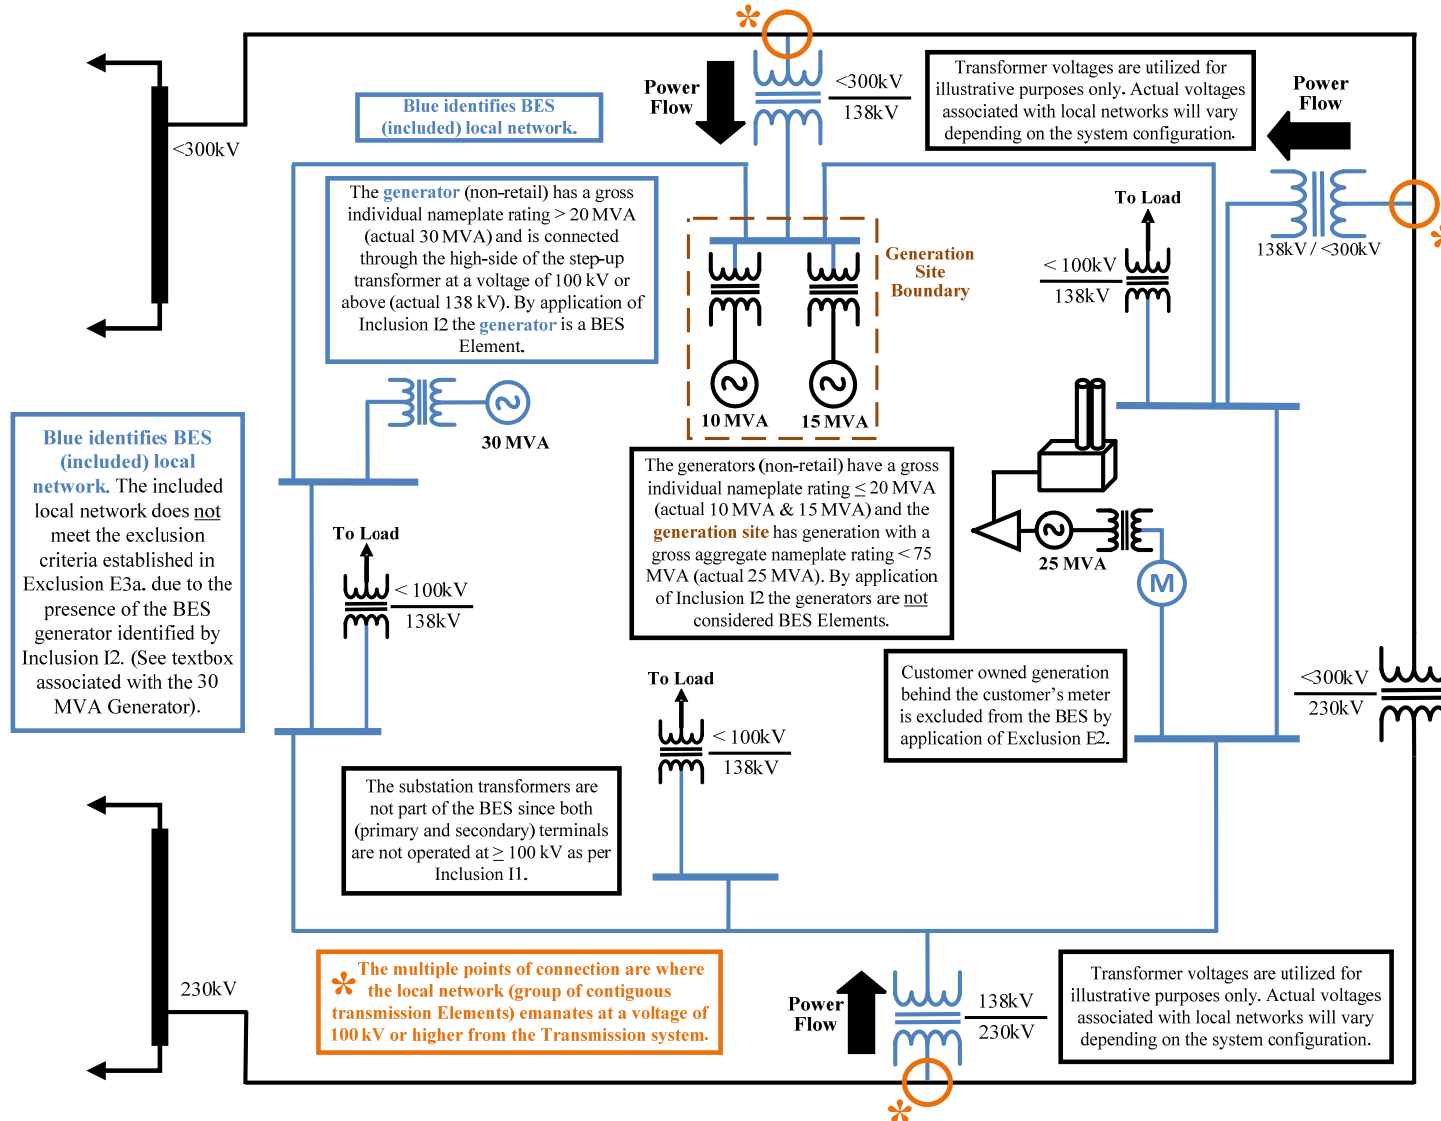 *
<300kV
Blue identifies BES
(included) local network.
Power
Flow
<300kV
138kV
Transformer voltages are utilized for
illustrative purposes only. Actual voltages
associated with local networks will vary
depending on the system configuration.
Power
Flow
138kV / <300kV
*
The generator (non-retail) has a gross
individual nameplate rating > 20 MVA
(actual 30 MVA) and is connected
through the high-side of the step-up
transformer at a voltage of 100 kV or
above (actual 138 kV). By application of
Inclusion I2 the generator is a BES
Element.
30 MVA
Generation
Site
Boundary
10 MVA
15 MVA
To Load
< 100kV
138kV
Blue identifies BES
(included) local
network. The included
local network does not
meet the exclusion
criteria established in
Exclusion E3a. due to the
presence of the BES
generator identified by
Inclusion I2. (See textbox
associated with the 30
MVA Generator).
The generators (non-retail) have a gross
individual nameplate rating ≤ 20 MVA
(actual 10 MVA & 15 MVA) and the
generation site has generation with a
gross aggregate nameplate rating < 75
MVA (actual 25 MVA). By application
of Inclusion I2 the generators are not
considered BES Elements.
25 MVA
M
To Load
< 100kV
138kV
Customer owned generation
behind the customer's meter
is excluded from the BES by
application of Exclusion E2.
<300kV
230kV
To Load
< 100kV
138kV
The substation transformers are
not part of the BES since both
(primary and secondary) terminals
are not operated at ≥ 100 kV as per
Inclusion I1.
230kV
* The multiple points of connection are where
the local network (group of contiguous
transmission Elements) emanates at a voltage of
100 kV or higher from the Transmission system.
Power
Flow
138kV
230kV
*
Transformer voltages are utilized for
illustrative purposes only. Actual voltages
associated with local networks will vary
depending on the system configuration.